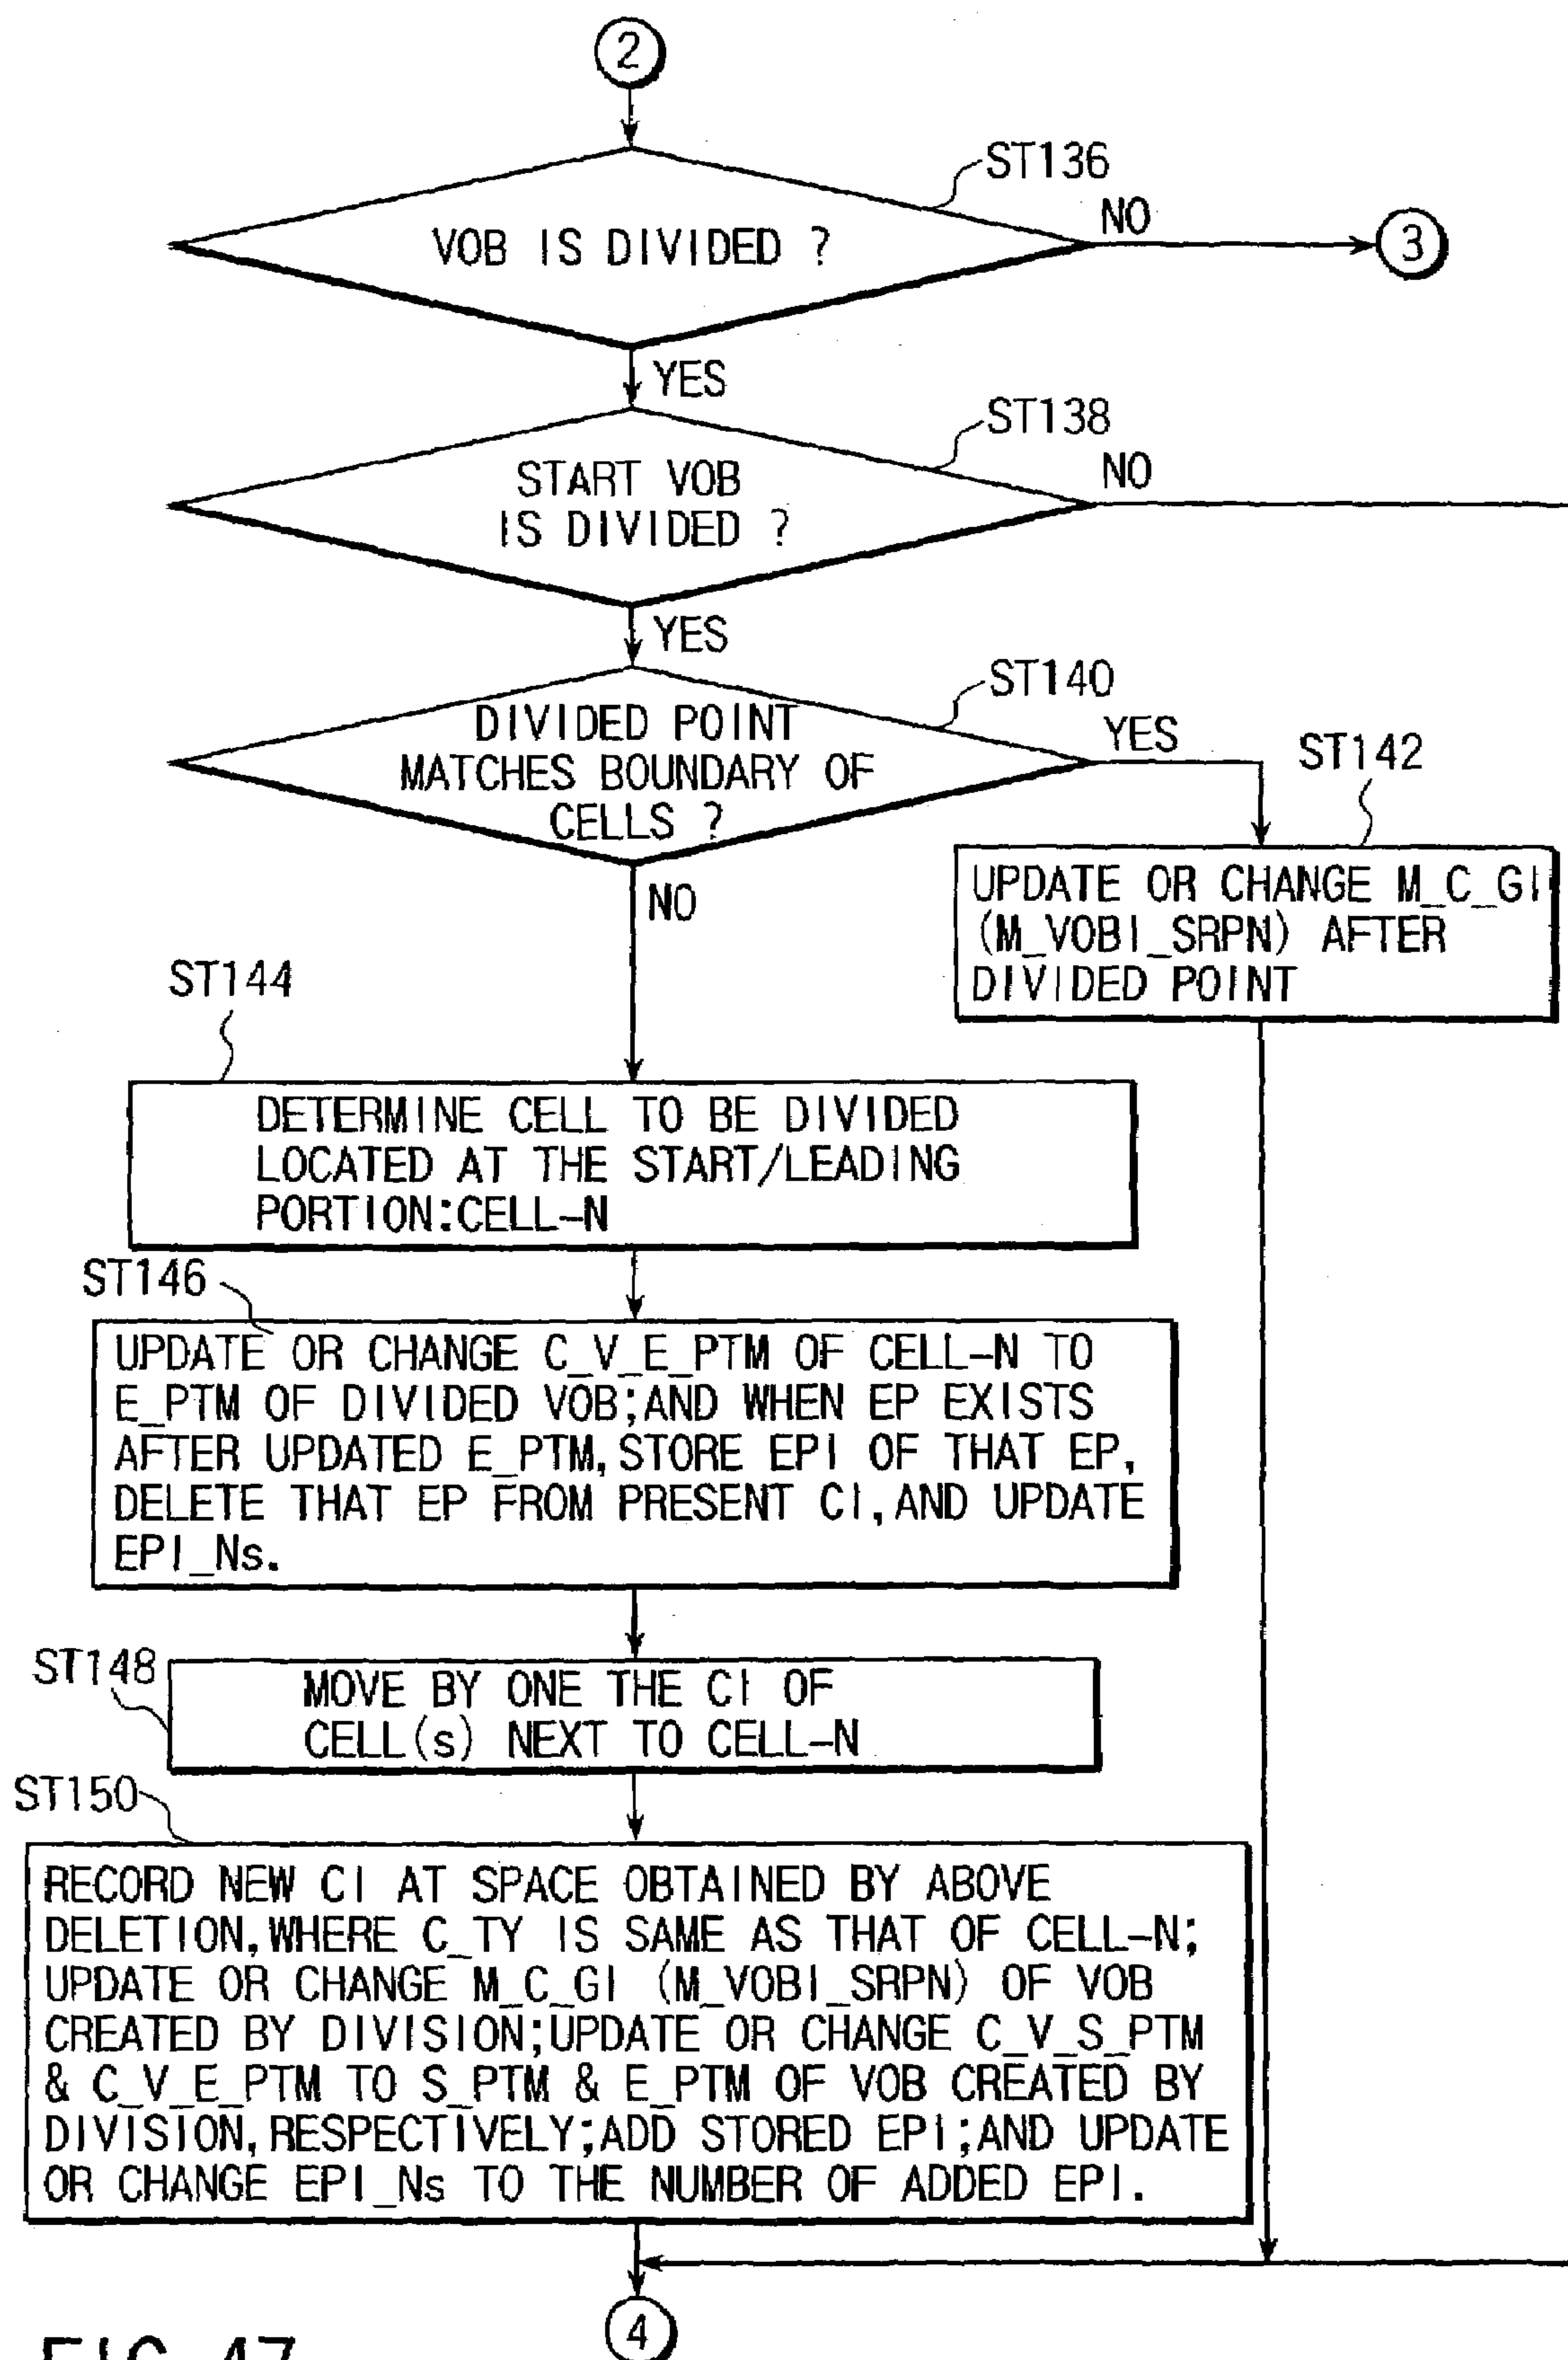 2
ST136
VOB IS DIVIDED ?
NO
3
YES
ST138
START VOB
IS DIVIDED ?
NO
YES
ST140
DIVIDED POINT
MATCHES BOUNDARY OF
CELLS ?
YES
ST142
UPDATE OR CHANGE M_C_GI
(M_VOBI_SRPN) AFTER
DIVIDED POINT
NO
ST144
DETERMINE CELL TO BE DIVIDED
LOCATED AT THE START/LEADING
PORTION:CELL-N
ST146
UPDATE OR CHANGE C_V_E_PTM OF CELL-N TO
E_PTM OF DIVIDED VOB;AND WHEN EP EXISTS
AFTER UPDATED E_PTM,STORE EPI OF THAT EP,
DELETE THAT EP FROM PRESENT CI,AND UPDATE
EPI_Ns.
ST148
MOVE BY ONE THE CI OF
CELL(s) NEXT TO CELL-N
ST150
RECORD NEW CI AT SPACE OBTAINED BY ABOVE
DELETION,WHERE C_TY IS SAME AS THAT OF CELL-N;
UPDATE OR CHANGE M_C_GI (M_VOBI_SRPN) OF VOB
CREATED BY DIVISION;UPDATE OR CHANGE C_V_S_PTM
& C_V_E_PTM TO S_PTM & E_PTM OF VOB CREATED BY
DIVISION,RESPECTIVELY;ADD STORED EPI;AND UPDATE
OR CHANGE EPI_Ns TO THE NUMBER OF ADDED EPI.
4
FIG. 47